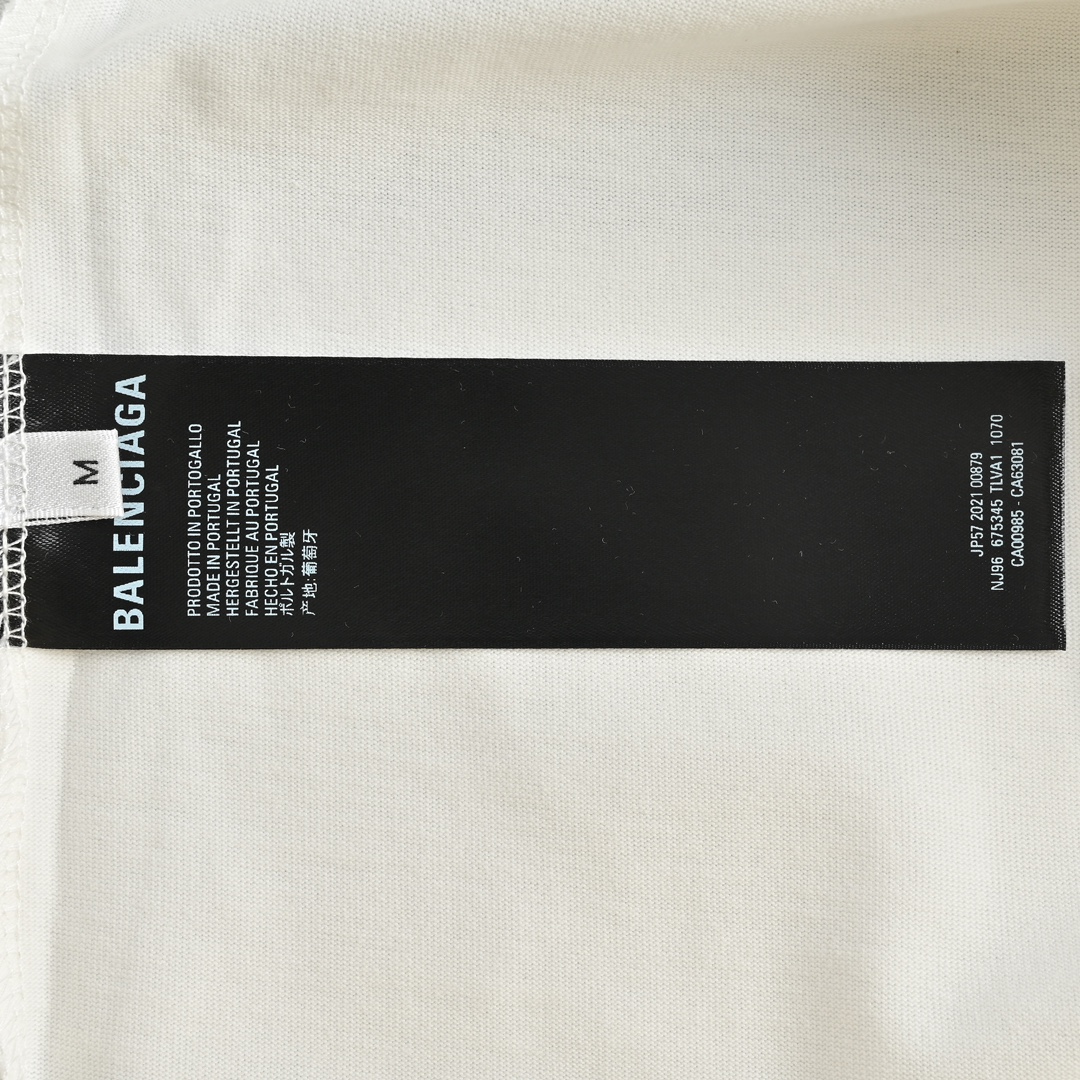 M
BALENCIAGA
PRODOTTO IN PORTOGALLO
MADE IN PORTUGAL
HERGESTELLT IN PORTUGAL
FABRIQUE AU PORTUGAL
HECHO EN PORTUGAL
ポルトガル製
产地:葡萄牙
JP57 2021 00879
NJ96 675345 TLVA1 1070
CA00985 - CA63081